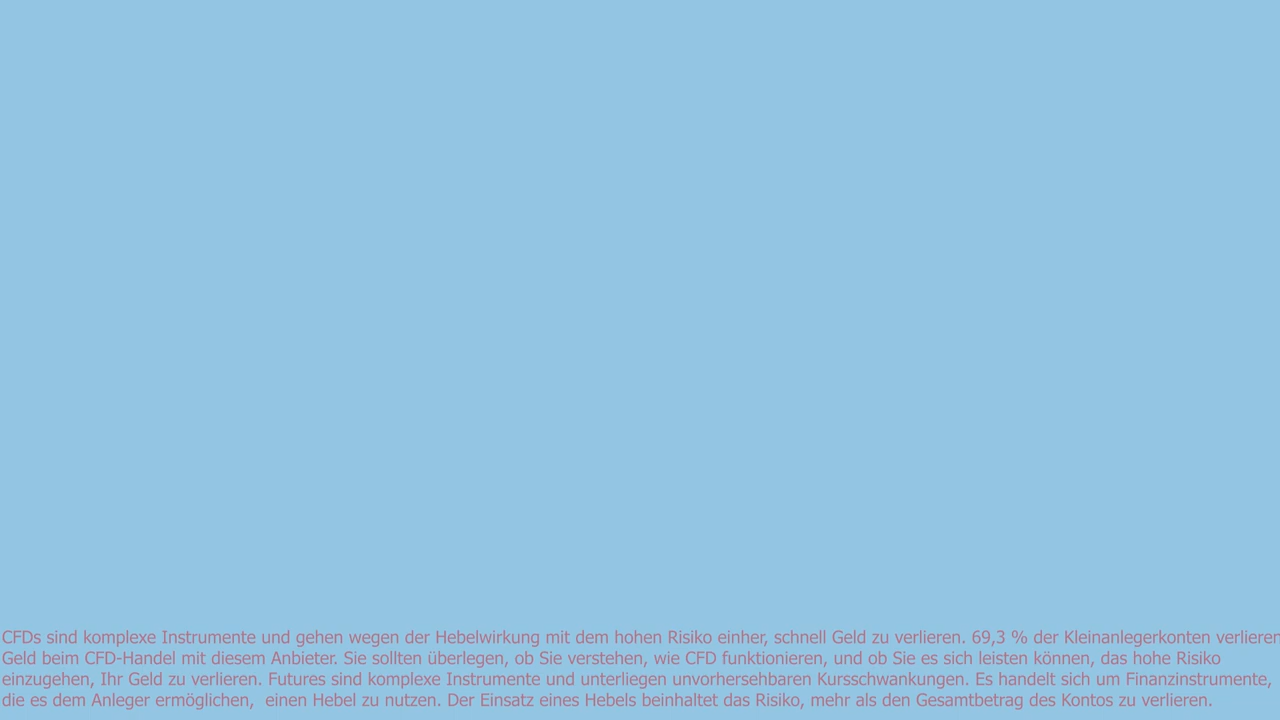 CFDs sind komplexe Instrumente und gehen wegen der Hebelwirkung mit dem hohen Risiko einher, schnell Geld zu verlieren. 69,3 % der Kleinanlegerkonten verlieren
Geld beim CFD-Handel mit diesem Anbieter. Sie sollten überlegen, ob Sie verstehen, wie CFD funktionieren, und ob Sie es sich leisten können, das hohe Risiko
einzugehen, Ihr Geld zu verlieren. Futures sind komplexe Instrumente und unterliegen unvorhersehbaren Kursschwankungen. Es handelt sich um Finanzinstrumente,
die es dem Anleger ermöglichen,  einen Hebel zu nutzen. Der Einsatz eines Hebels beinhaltet das Risiko, mehr als den Gesamtbetrag des Kontos zu verlieren.